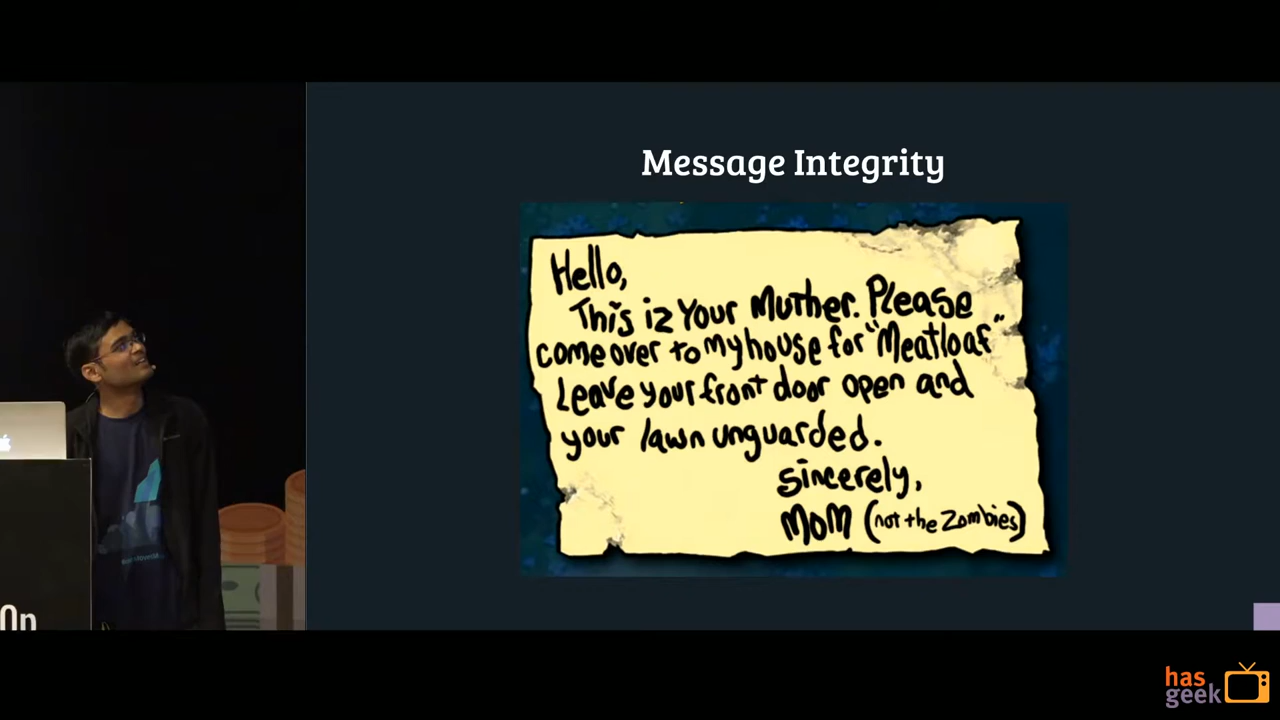 Message Integrity
Hello,
This iz Your Muther. Please
come over to my house for "Meatloaf"
Leave your front door open and
your lawn unguarded.
Sincerely,
MOM (not the Zombies)
On
has
geek